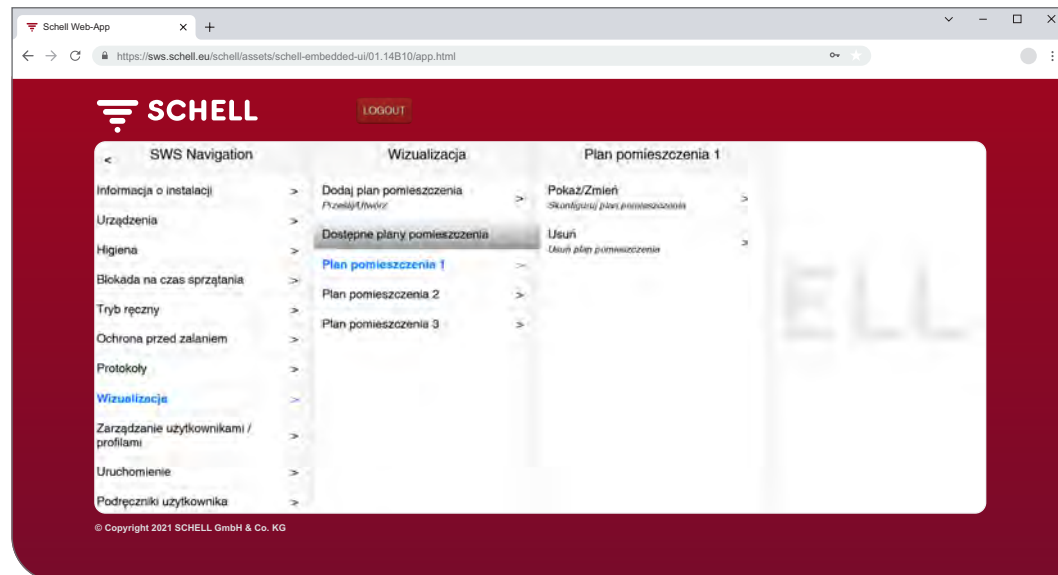 Schell Web-App
https://sws.schell.eu/schell/assets/schell-embedded-ui/01.14B10/app.html
SCHELL
LOGOUT
< SWS Navigation
Informacja o instalacji >
Urządzenia >
Higiena >
Blokada na czas sprzątania >
Tryb ręczny >
Ochrona przed zalaniem >
Protokoły >
Wizualizacja >
Zarządzanie użytkownikami /
profilami >
Uruchomienie >
Podręczniki użytkownika >
Wizualizacja
Dodaj plan pomieszczenia >
Prześlij/Utwórz
Dostępne plany pomieszczenia
Plan pomieszczenia 1 >
Plan pomieszczenia 2 >
Plan pomieszczenia 3 >
Plan pomieszczenia 1
Pokaż/Zmień >
Skonfiguruj plan pomieszczenia
Usuń >
Usuń plan pomieszczenia
ELL
© Copyright 2021 SCHELL GmbH & Co. KG